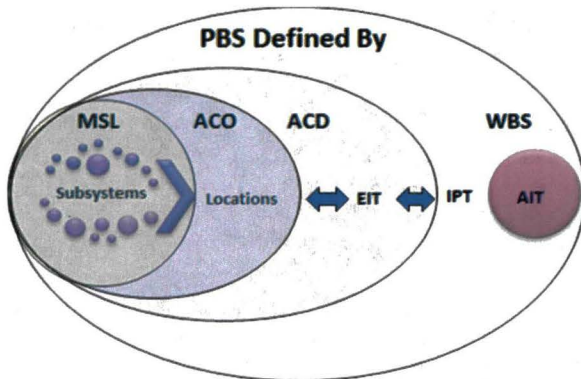 PBS Defined By
MSL ACO ACD WBS
Subsystems Locations EIT IPT AIT